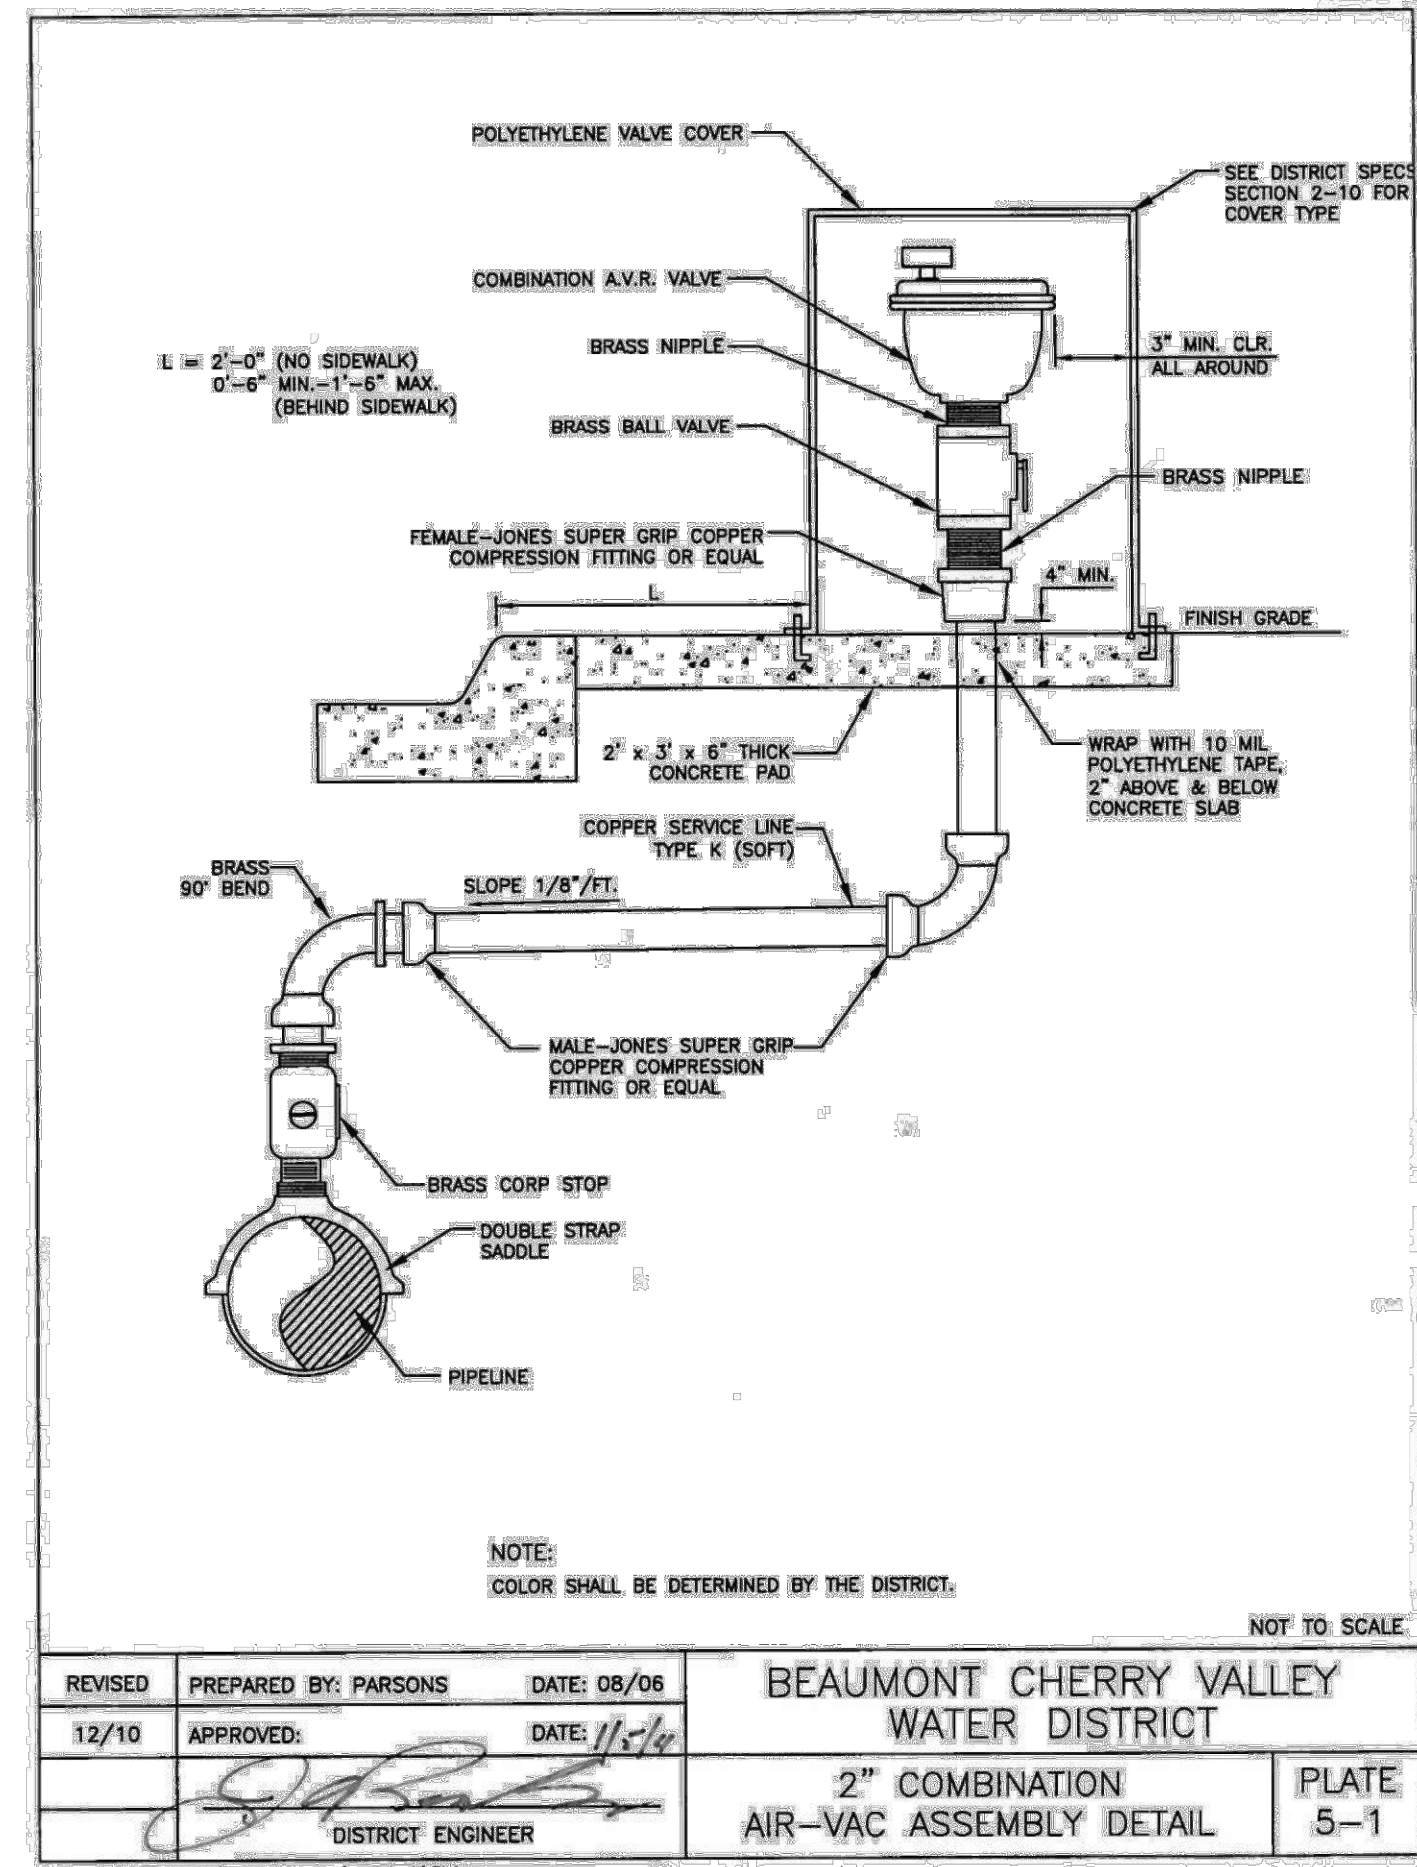 POLYETHYLENE VALVE COVER
SEE DISTRICT SPECS
SECTION 2-10 FOR
COVER TYPE
COMBINATION A.V.R. VALVE
BRASS NIPPLE
3" MIN. CLR.
ALL AROUND
L = 2'-0" (NO SIDEWALK)
0'-6" MIN.-1'-6" MAX.
(BEHIND SIDEWALK)
BRASS BALL VALVE
BRASS NIPPLE
FEMALE-JONES SUPER GRIP COPPER
COMPRESSION FITTING OR EQUAL
4" MIN.
L
FINISH GRADE
2' x 3' x 6" THICK
CONCRETE PAD
WRAP WITH 10 MIL
POLYETHYLENE TAPE,
2" ABOVE & BELOW
CONCRETE SLAB
COPPER SERVICE LINE
TYPE K (SOFT)
BRASS
90° BEND
SLOPE 1/8"/FT.
MALE-JONES SUPER GRIP
COPPER COMPRESSION
FITTING OR EQUAL
BRASS CORP STOP
DOUBLE STRAP
SADDLE
PIPELINE
NOTE:
COLOR SHALL BE DETERMINED BY THE DISTRICT.
NOT TO SCALE
REVISED
12/10
PREPARED BY: PARSONS DATE: 08/06
APPROVED: DATE:
DISTRICT ENGINEER
BEAUMONT CHERRY VALLEY
WATER DISTRICT
2" COMBINATION
AIR-VAC ASSEMBLY DETAIL
PLATE
5-1